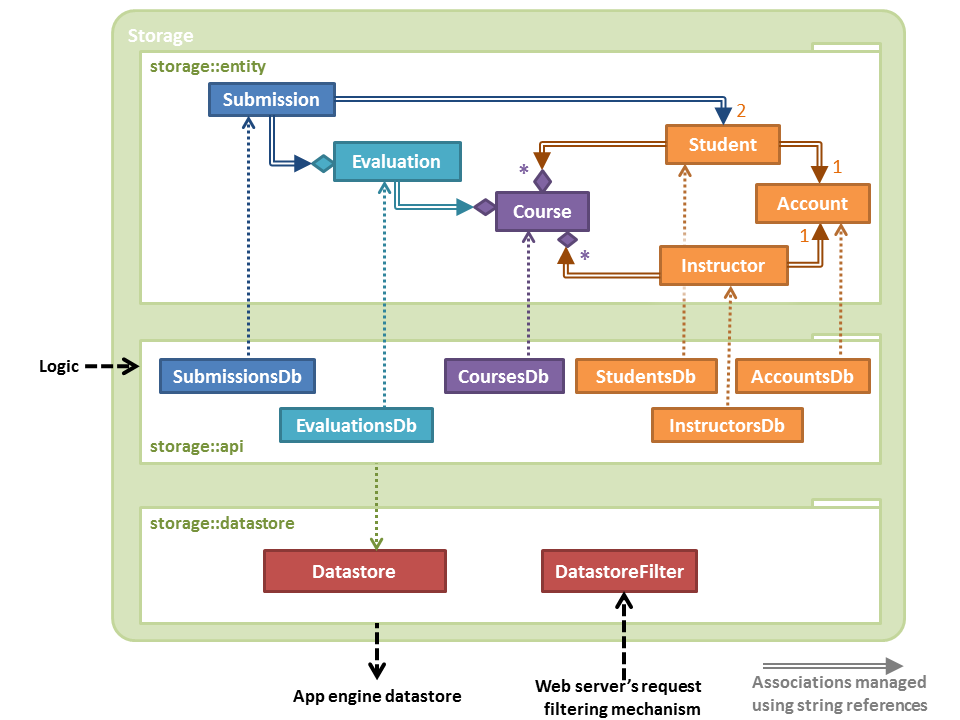 Storage
storage::entity
Submission
2
Student
Evaluation
*
1
Course
Account
1
*
Instructor
Logic
SubmissionsDb
CoursesDb
StudentsDb
AccountsDb
EvaluationsDb
InstructorsDb
storage::api
storage::datastore
Datastore
DatastoreFilter
App engine datastore
Web server’s request
filtering mechanism
Associations managed
using string references